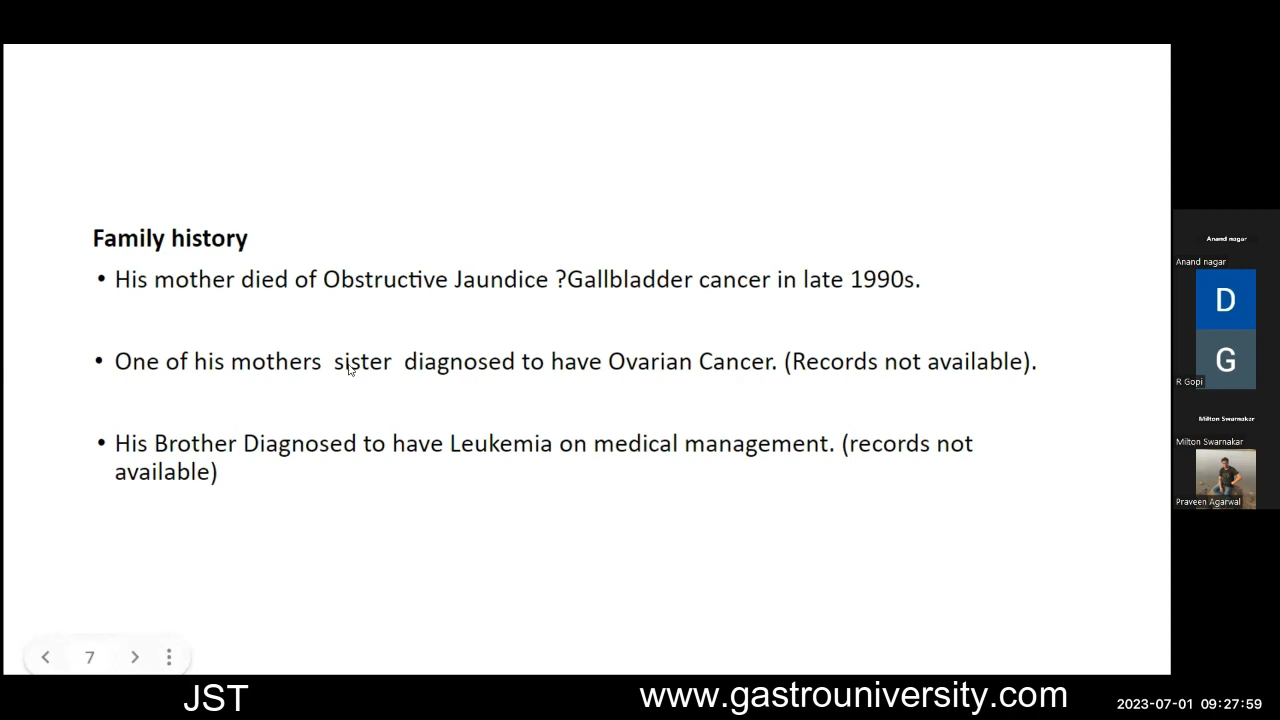 Family history
• His mother died of Obstructive Jaundice ?Gallbladder cancer in late 1990s.
• One of his mothers  sister  diagnosed to have Ovarian Cancer. (Records not available).
• His Brother Diagnosed to have Leukemia on medical management. (records not
available)
7
Anand nagar
Anand nagar
D
G
R Gopi
Milton Swarnakar
Milton Swarnakar
Praveen Agarwal
JST
www.gastrouniversity.com
2023-07-01 09:27:59